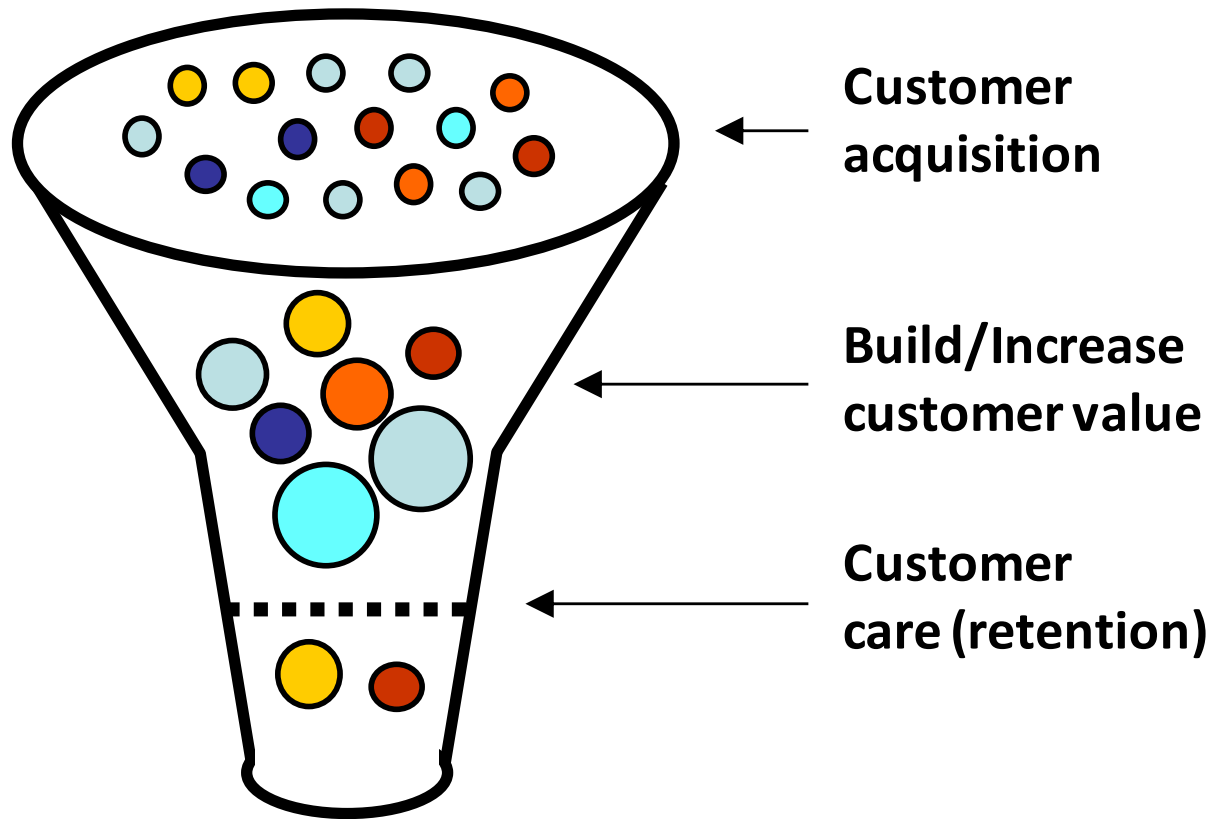 Customer
acquisition
Build/Increase
customer value
Customer
care (retention)